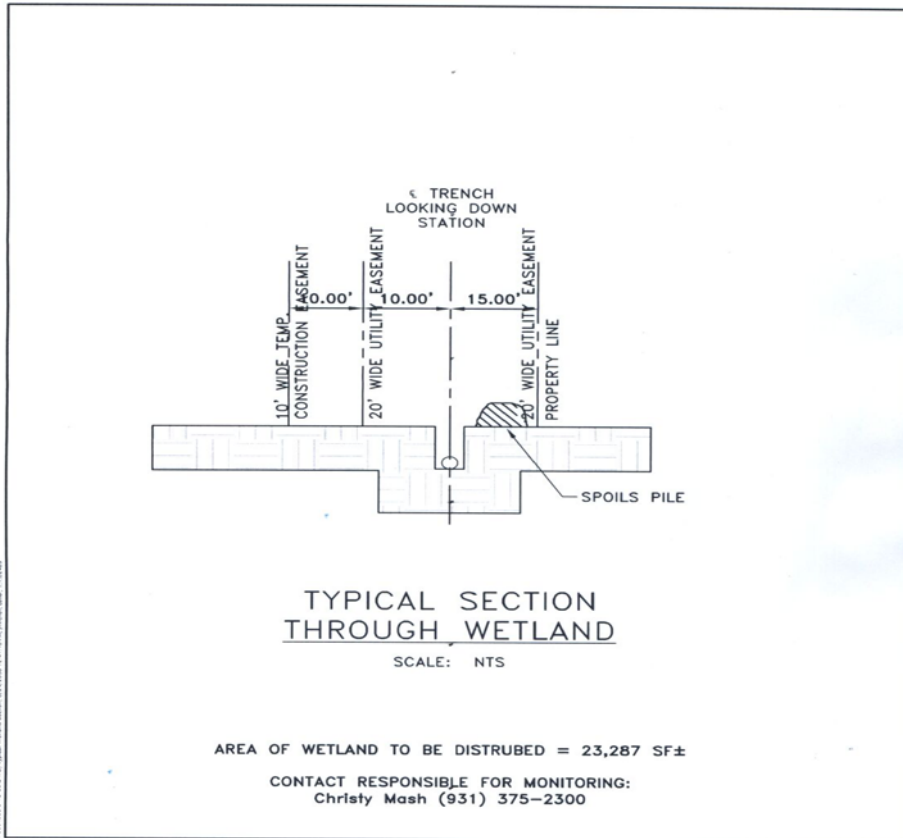 ℄ TRENCH
LOOKING DOWN
STATION
10' WIDE TEMP.
CONSTRUCTION EASEMENT
20' WIDE UTILITY EASEMENT
20' WIDE UTILITY EASEMENT
PROPERTY LINE
10.00'
10.00'
15.00'
SPOILS PILE
TYPICAL SECTION
THROUGH WETLAND
SCALE: NTS
AREA OF WETLAND TO BE DISTRUBED = 23,287 SF±
CONTACT RESPONSIBLE FOR MONITORING:
Christy Mash (931) 375-2300